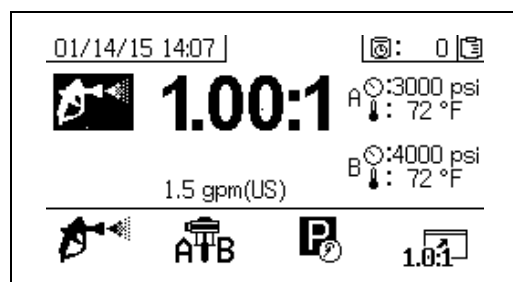 01/14/15 14:07 : 0
1.00:1
A :3000 psi
: 72 °F
B :4000 psi
: 72 °F
1.5 gpm(US)
A B P 1.0:1